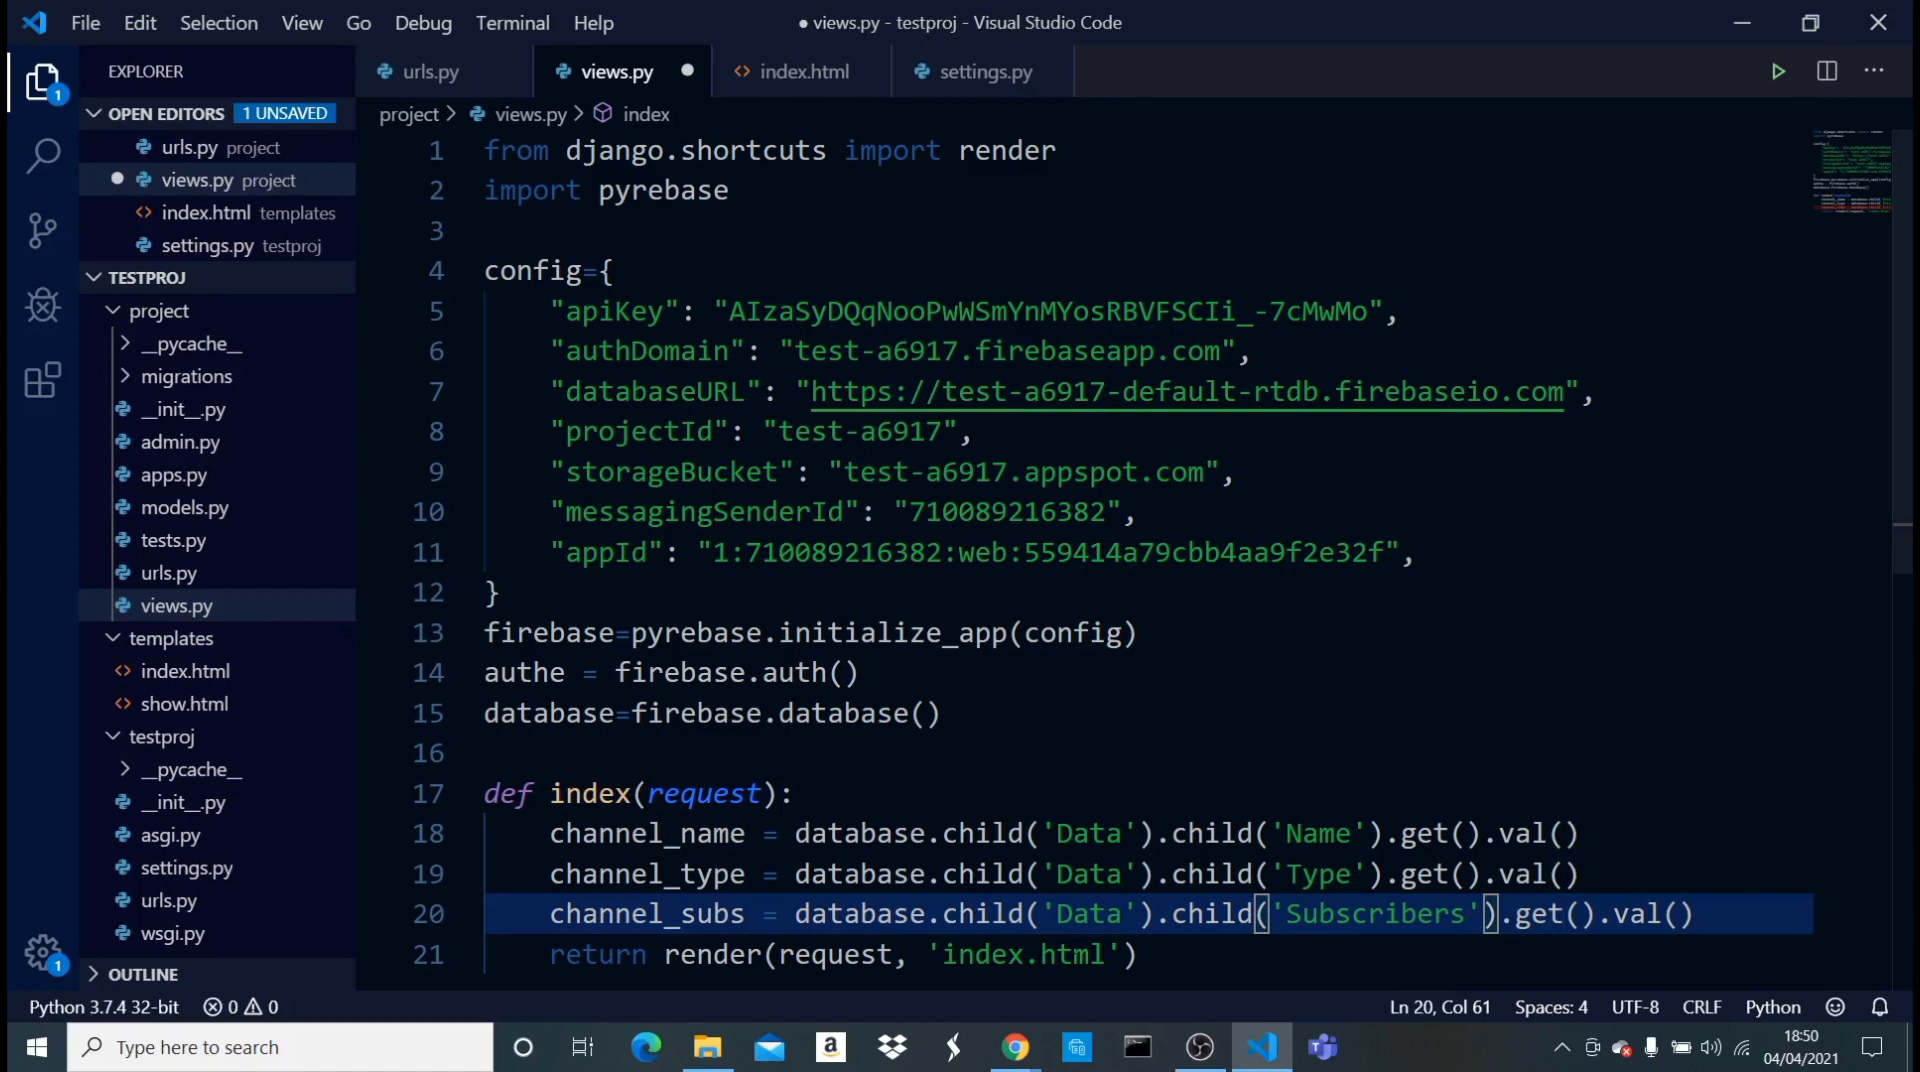 File Edit Selection View Go Debug Terminal Help
● views.py - testproj - Visual Studio Code
EXPLORER
urls.py
views.py ●
index.html
settings.py
OPEN EDITORS 1 UNSAVED
urls.py project
views.py project
index.html templates
settings.py testproj
TESTPROJ
project
__pycache__
migrations
__init__.py
admin.py
apps.py
models.py
tests.py
urls.py
views.py
templates
index.html
show.html
testproj
__pycache__
__init__.py
asgi.py
settings.py
urls.py
wsgi.py
OUTLINE
1
1
project > views.py > index
1 from django.shortcuts import render
2 import pyrebase
3
4 config={
5 "apiKey": "AIzaSyDQqNooPwWSmYnMYosRBVFSCIi_-7cMwMo",
6 "authDomain": "test-a6917.firebaseapp.com",
7 "databaseURL": "https://test-a6917-default-rtdb.firebaseio.com",
8 "projectId": "test-a6917",
9 "storageBucket": "test-a6917.appspot.com",
10 "messagingSenderId": "710089216382",
11 "appId": "1:710089216382:web:559414a79cbb4aa9f2e32f",
12 }
13 firebase=pyrebase.initialize_app(config)
14 authe = firebase.auth()
15 database=firebase.database()
16
17 def index(request):
18 channel_name = database.child('Data').child('Name').get().val()
19 channel_type = database.child('Data').child('Type').get().val()
20 channel_subs = database.child('Data').child('Subscribers').get().val()
21 return render(request, 'index.html')
Python 3.7.4 32-bit 0 0
Ln 20, Col 61 Spaces: 4 UTF-8 CRLF Python
Type here to search
a
18:50
04/04/2021